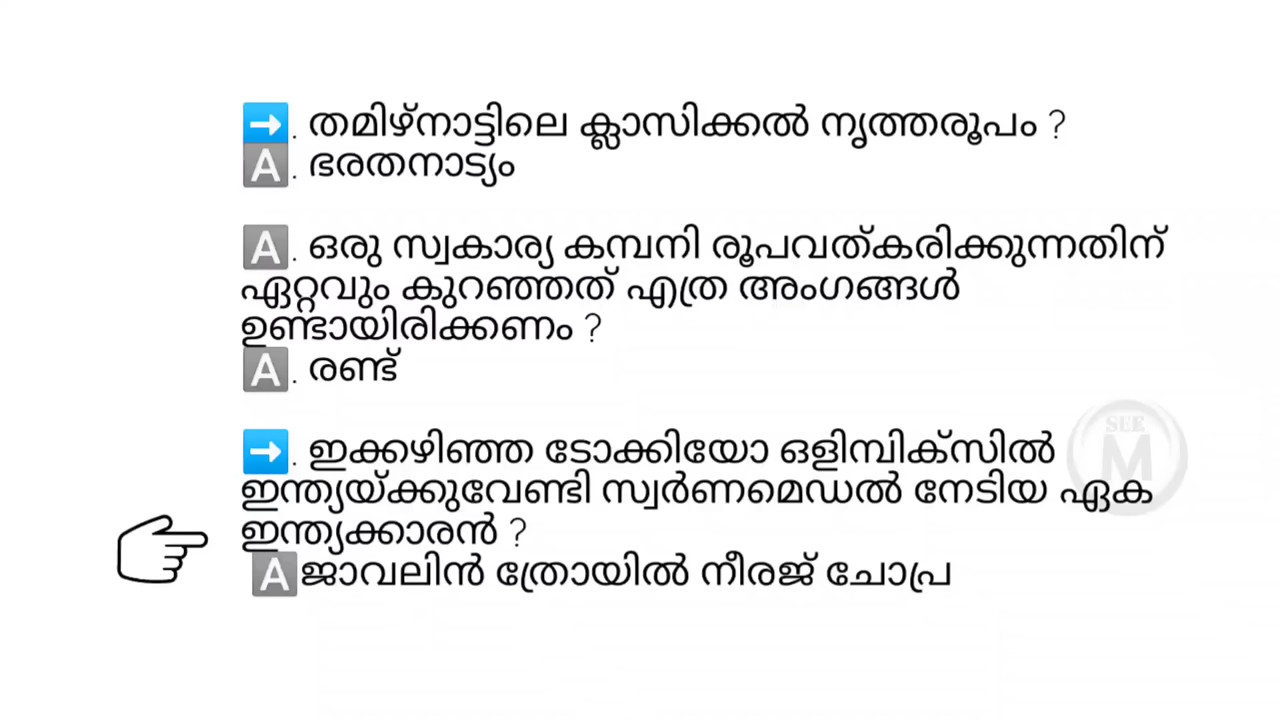 ➡. തമിഴ്നാട്ടിലെ ക്ലാസിക്കൽ നൃത്തരൂപം ?
A. ഭരതനാട്യം
A. ഒരു സ്വകാര്യ കമ്പനി രൂപവത്കരിക്കുന്നതിന്
ഏറ്റവും കുറഞ്ഞത് എത്ര അംഗങ്ങൾ
ഉണ്ടായിരിക്കണം ?
A. രണ്ട്
➡. ഇക്കഴിഞ്ഞ ടോക്കിയോ ഒളിമ്പിക്സിൽ
ഇന്ത്യയ്ക്കുവേണ്ടി സ്വർണമെഡൽ നേടിയ ഏക
ഇന്ത്യക്കാരൻ ?
A ജാവലിൻ ത്രോയിൽ നീരജ് ചോപ്ര
SEE
M